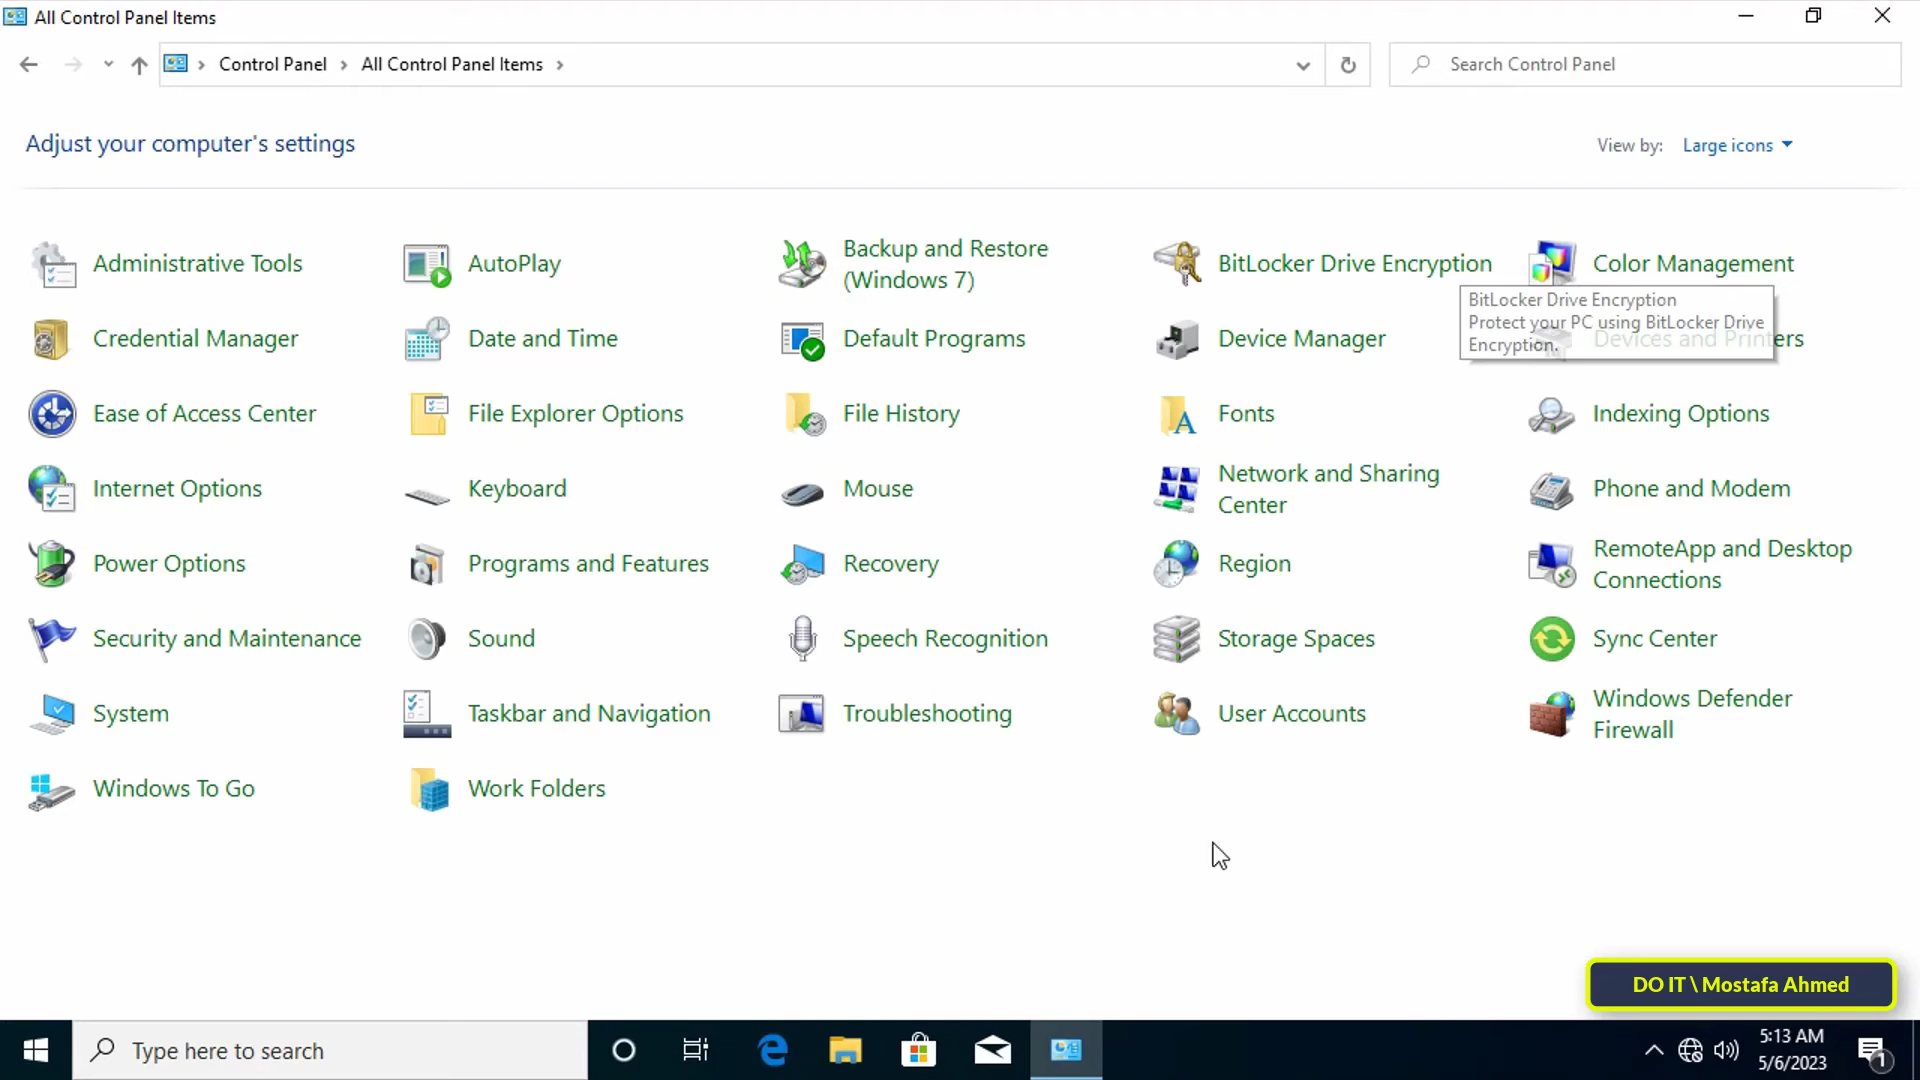 All Control Panel Items
Control Panel
All Control Panel Items
Search Control Panel
Adjust your computer's settings
View by: Large icons
Administrative Tools
AutoPlay
Backup and Restore
(Windows 7)
BitLocker Drive Encryption
Color Management
BitLocker Drive Encryption
Protect your PC using BitLocker Drive
Encryption.
Credential Manager
Date and Time
Default Programs
Device Manager
Devices and Printers
Ease of Access Center
File Explorer Options
File History
Fonts
Indexing Options
Internet Options
Keyboard
Mouse
Network and Sharing
Center
Phone and Modem
Power Options
Programs and Features
Recovery
Region
RemoteApp and Desktop
Connections
Security and Maintenance
Sound
Speech Recognition
Storage Spaces
Sync Center
System
Taskbar and Navigation
Troubleshooting
User Accounts
Windows Defender
Firewall
Windows To Go
Work Folders
DO IT \ Mostafa Ahmed
Type here to search
5:13 AM
5/6/2023
1